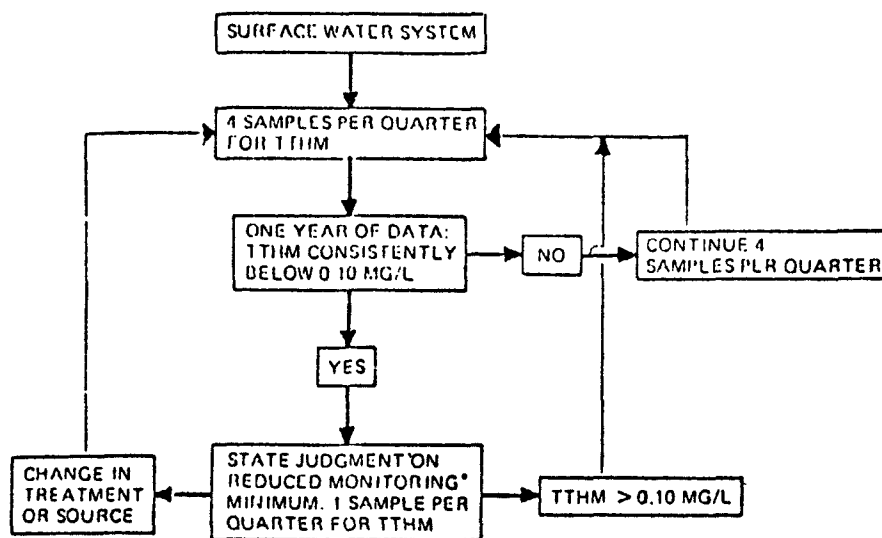 SURFACE WATER SYSTEM
4 SAMPLES PER QUARTER
FOR TTHM
ONE YEAR OF DATA:
TTHM CONSISTENTLY
BELOW 0.10 MG/L
NO
CONTINUE 4
SAMPLES PER QUARTER
YES
CHANGE IN
TREATMENT
OR SOURCE
STATE JUDGMENT ON
REDUCED MONITORING*
MINIMUM. 1 SAMPLE PER
QUARTER FOR TTHM
TTHM > 0.10 MG/L